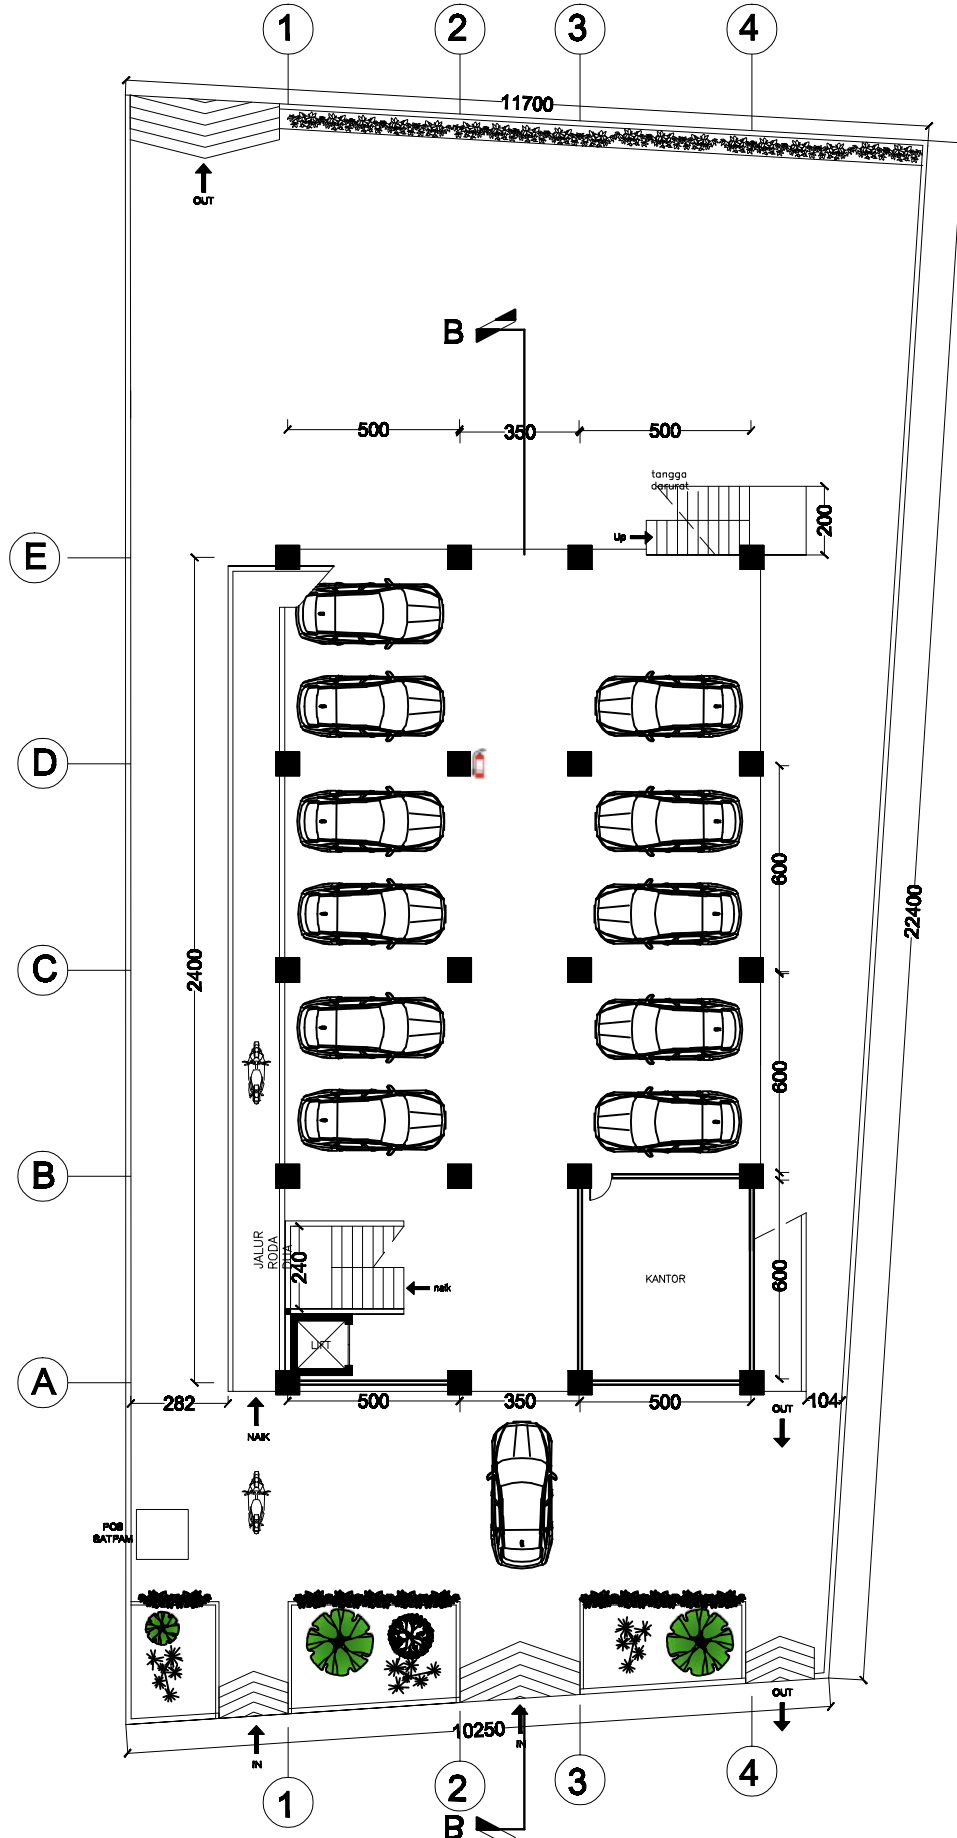 1
2
3
4
11700
OUT
B
500
350
500
tangga
darurat
Up
200
E
D
600
22400
C
2400
600
B
JALUR
RODA
DUA
240
naik
KANTOR
600
LIFT
A
282
500
350
500
104
NAIK
OUT
POS
SATPAM
OUT
10250
IN
IN
1
2
3
4
B